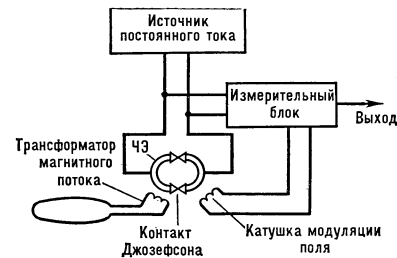 Источник
постоянного тока
Измерительный
блок
Выход
Трансформатор
магнитного
потока
ЧЭ
Контакт
Джозефсона
Катушка модуляции
поля